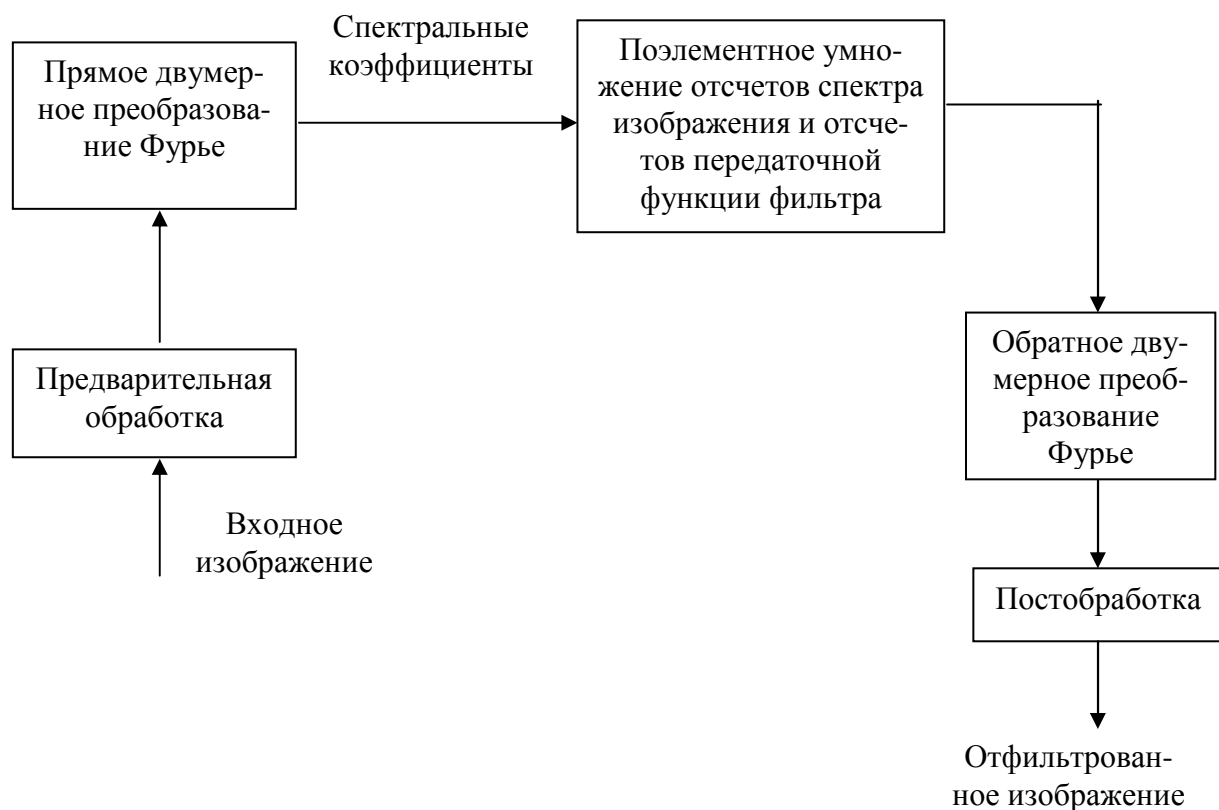 Спектральные
коэффициенты
Прямое двумер-
ное преобразова-
ние Фурье
Поэлементное умно-
жение отсчетов спектра
изображения и отсче-
тов передаточной
функции фильтра
Предварительная
обработка
Обратное дву-
мерное преоб-
разование
Фурье
Входное
изображение
Постобработка
Отфильтрован-
ное изображение